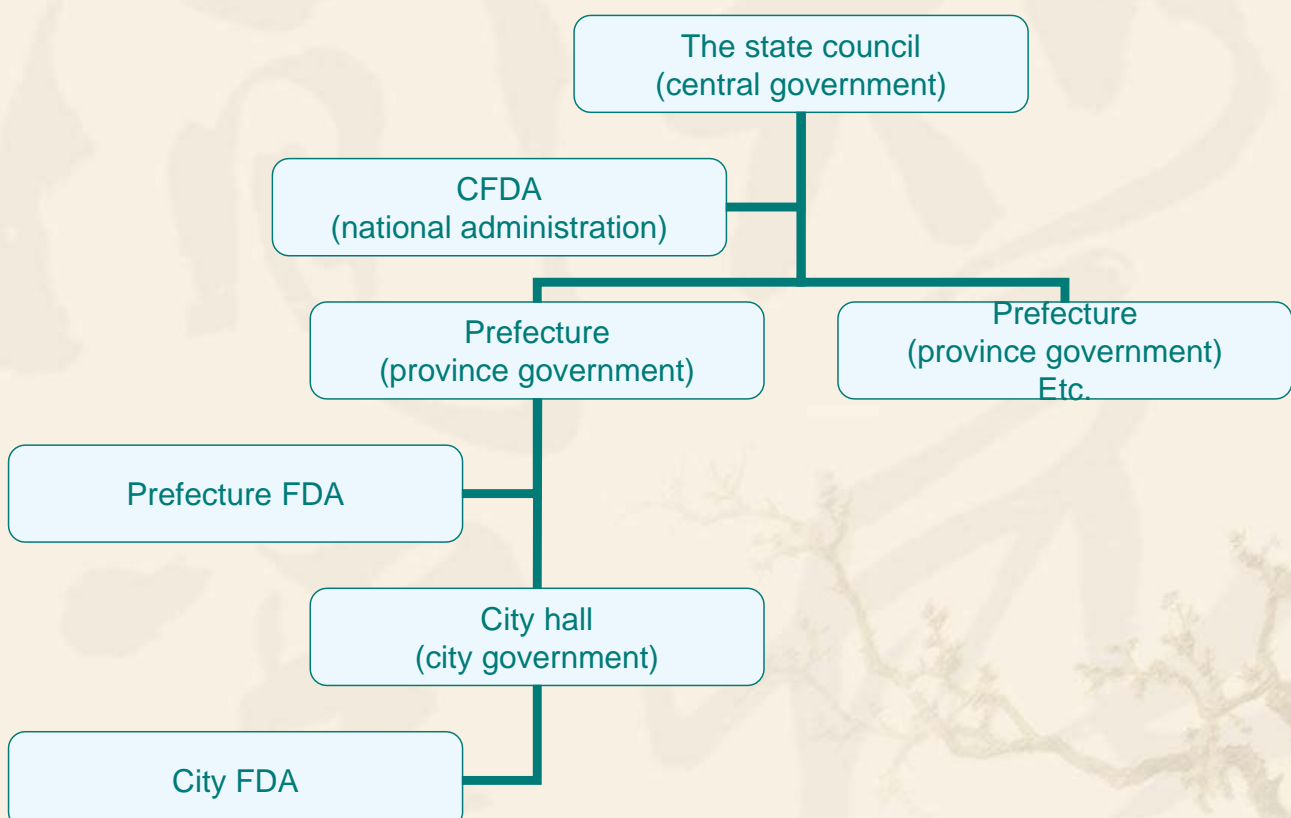 The state council
(central government)
CFDA
(national administration)
Prefecture
(province government)
Prefecture
(province government)
Etc.
Prefecture FDA
City hall
(city government)
City FDA